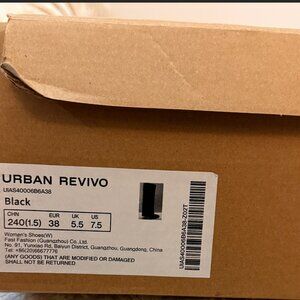 URBAN REVIVO
UIAS40006B6A38
Black
CHN EUR UK US
240(1.5) 38 5.5 7.5
Women's Shoes(W)
Fast Fashion (Guangzhou) Co.,Ltd.
No. 91, Yunxiao Rd, Baiyun District, Guangzhou, Guangdong, China
(ANY GOODS) THAT ARE MODIFIED OR DAMAGED
SHALL NOT BE RETURNED